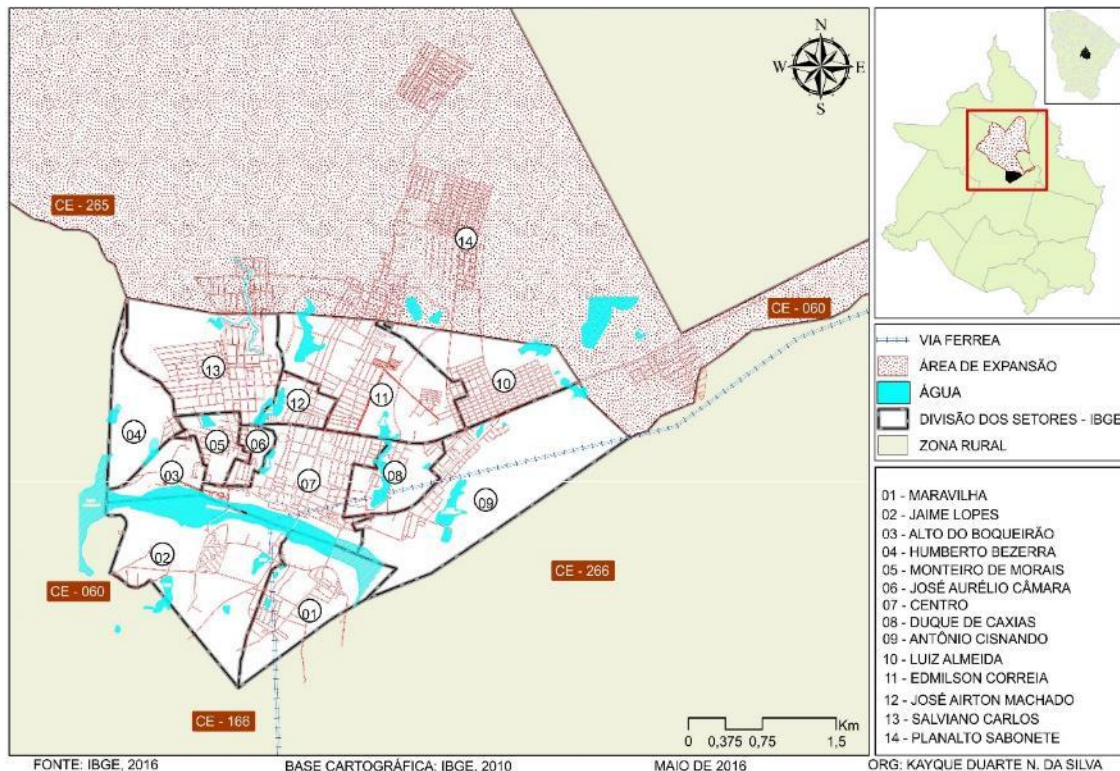 N
W E
S
CE - 265
14
CE - 060
13
10
12
11
04
05
06
08
03
07
09
02
CE - 266
CE - 060
01
CE - 166
Km
0 0,375 0,75 1,5
FONTE: IBGE, 2016 BASE CARTOGRÁFICA: IBGE, 2010 MAIO DE 2016 ORG: KAYQUE DUARTE N. DA SILVA
VIA FERREA
ÁREA DE EXPANSÃO
ÁGUA
DIVISÃO DOS SETORES - IBGE
ZONA RURAL
01 - MARAVILHA
02 - JAIME LOPES
03 - ALTO DO BOQUEIRÃO
04 - HUMBERTO BEZERRA
05 - MONTEIRO DE MORAIS
06 - JOSÉ AURÉLIO CÂMARA
07 - CENTRO
08 - DUQUE DE CAXIAS
09 - ANTÔNIO CISNANDO
10 - LUIZ ALMEIDA
11 - EDMILSON CORREIA
12 - JOSÉ AIRTON MACHADO
13 - SALVIANO CARLOS
14 - PLANALTO SABONETE